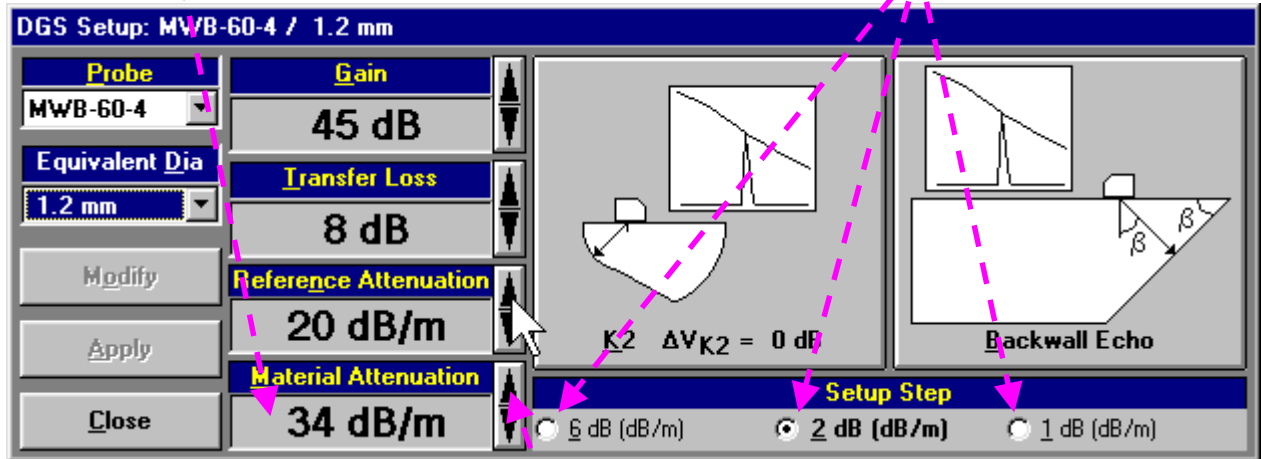 DGS Setup: MWB-60-4 / 1.2 mm
Probe
MWB-60-4
Equivalent Dia
1.2 mm
Modify
Apply
Close
Gain
45 dB
Transfer Loss
8 dB
Reference Attenuation
20 dB/m
Material Attenuation
34 dB/m
K2 ΔVK2 = 0 dB
β
β
Backwall Echo
Setup Step
6 dB (dB/m)
2 dB (dB/m)
1 dB (dB/m)